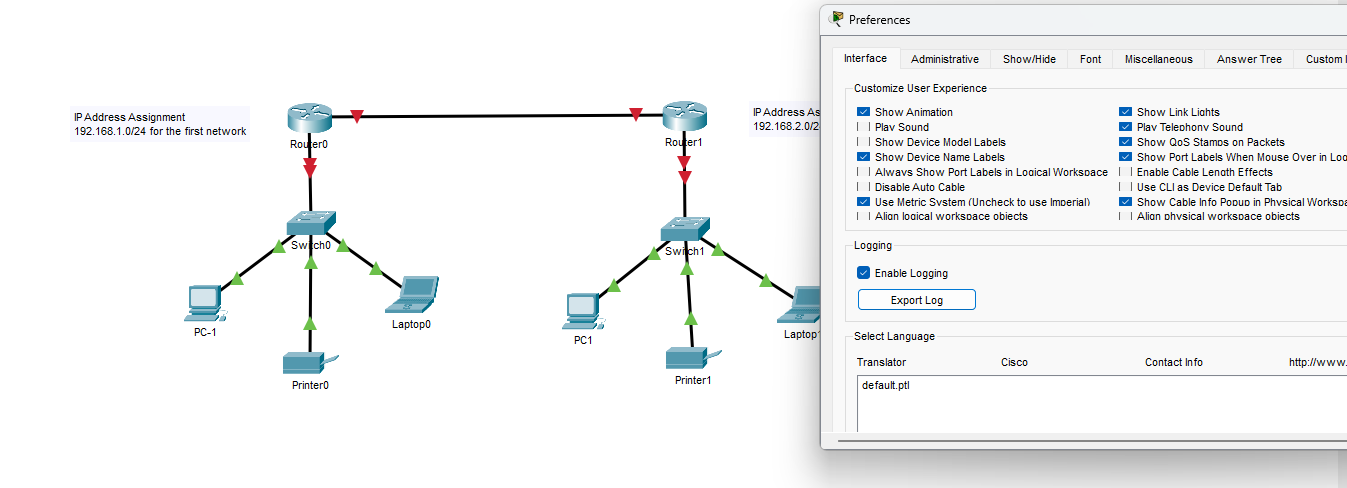 IP Address Assignment
192.168.1.0/24 for the first network
Router0
Router1
IP Address As
192.168.2.0/2
Switch0
Switch1
PC-1
Laptop0
Printer0
PC1
Laptop1
Printer1
Preferences
Interface
Administrative
Show/Hide
Font
Miscellaneous
Answer Tree
Custom
Customize User Experience
Show Animation
Play Sound
Show Device Model Labels
Show Device Name Labels
Always Show Port Labels in Logical Workspace
Disable Auto Cable
Use Metric System (Uncheck to use Imperial)
Align logical workspace objects
Show Link Lights
Play Telephony Sound
Show QoS Stamps on Packets
Show Port Labels When Mouse Over in Loo
Enable Cable Length Effects
Use CLI as Device Default Tab
Show Cable Info Popup in Physical Workspa
Align physical workspace objects
Logging
Enable Logging
Export Log
Select Language
Translator
Cisco
Contact Info
http://www.
default.ptl